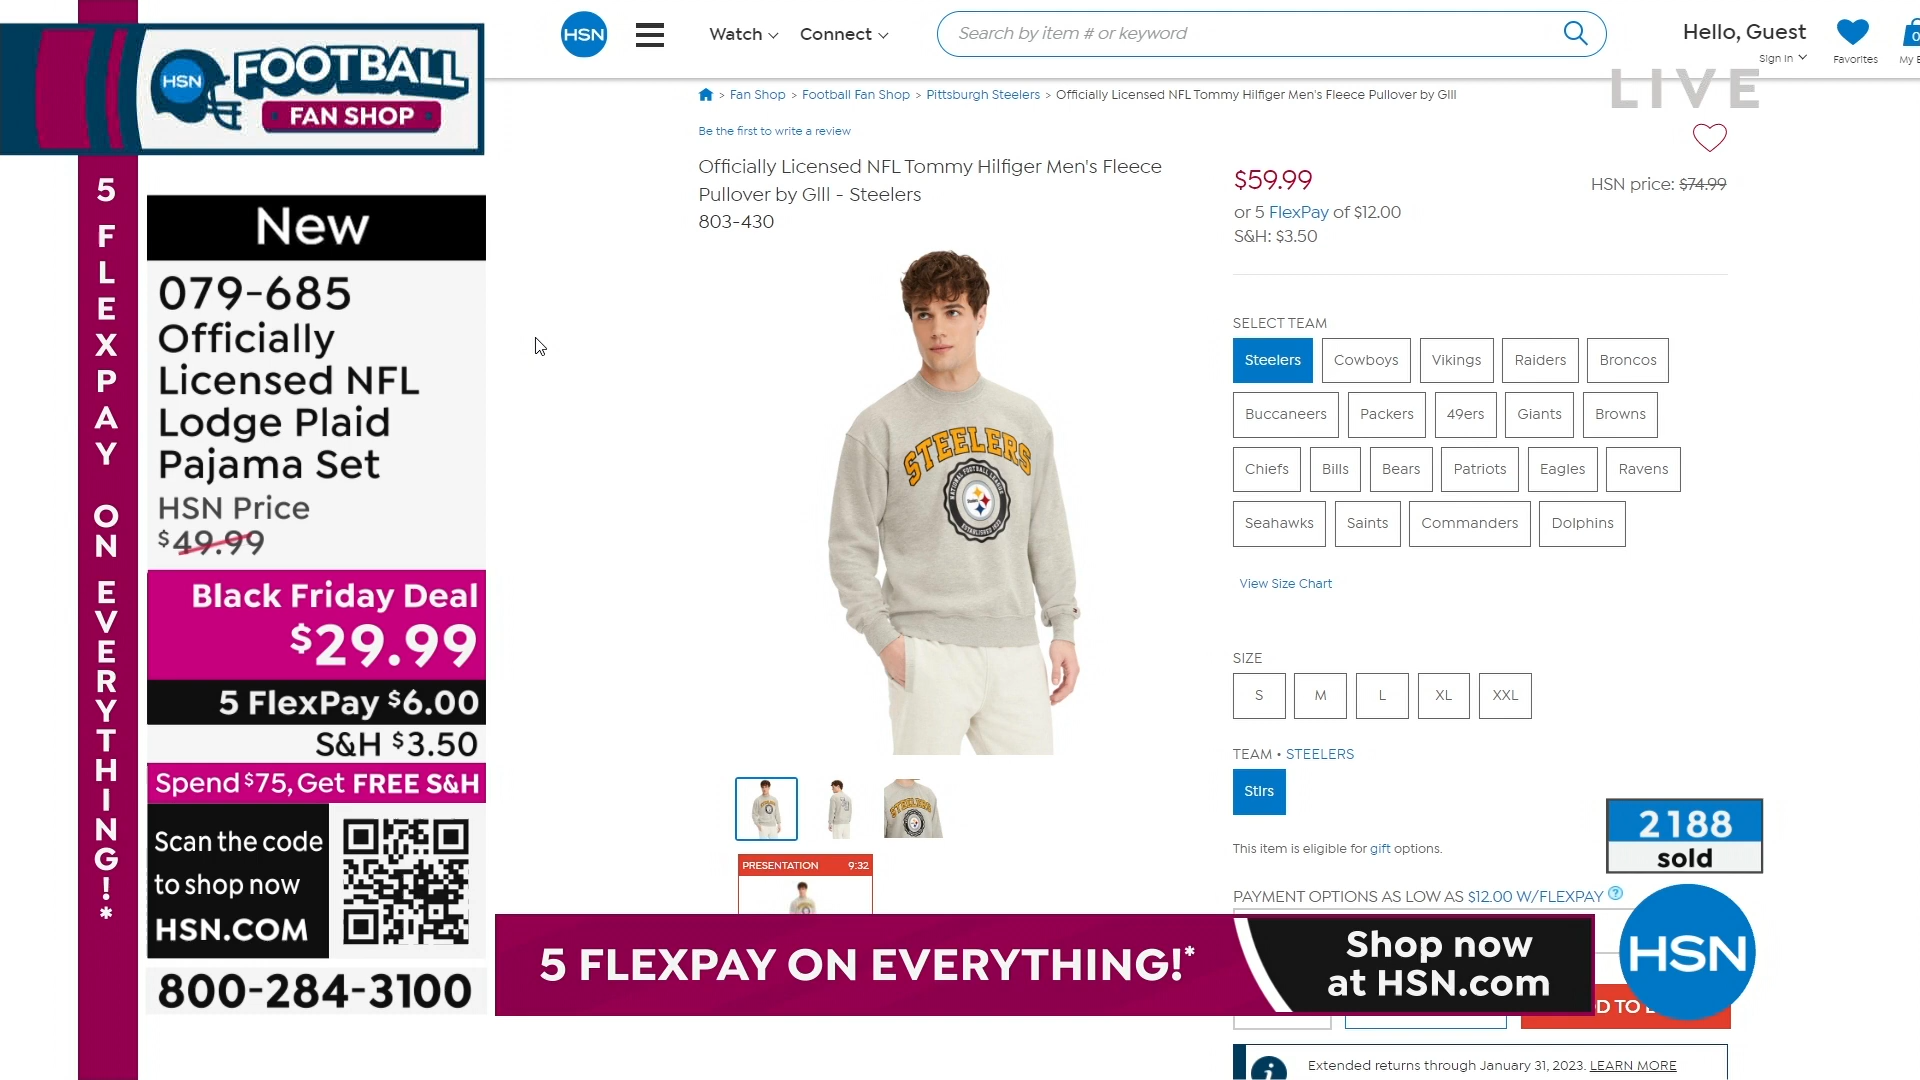 HSN
FOOTBALL
FAN SHOP
5 FLEXPAY ON EVERYTHING!*
New
079-685
Officially
Licensed NFL
Lodge Plaid
Pajama Set
HSN Price
$49.99
Black Friday Deal
$29.99
5 FlexPay $6.00
S&H $3.50
Spend $75, Get FREE S&H
Scan the code
to shop now
HSN.COM
800-284-3100
HSN
Watch
Connect
Search by item # or keyword
Hello, Guest
Sign In
Favorites
0
LIVE
> Fan Shop > Football Fan Shop > Pittsburgh Steelers > Officially Licensed NFL Tommy Hilfiger Men's Fleece Pullover by GIII
Be the first to write a review
Officially Licensed NFL Tommy Hilfiger Men's Fleece
Pullover by GIII - Steelers
803-430
STEELERS
NATIONAL FOOTBALL LEAGUE
Steelers
PRESENTATION 9:32
$59.99
HSN price: $74.99
or 5 FlexPay of $12.00
S&H: $3.50
SELECT TEAM
Steelers Cowboys Vikings Raiders Broncos
Buccaneers Packers 49ers Giants Browns
Chiefs Bills Bears Patriots Eagles Ravens
Seahawks Saints Commanders Dolphins
View Size Chart
SIZE
S M L XL XXL
TEAM • STEELERS
Stlrs
This item is eligible for gift options.
2188
sold
PAYMENT OPTIONS AS LOW AS $12.00 W/FLEXPAY ?
5 FLEXPAY ON EVERYTHING!*
Shop now
at HSN.com
HSN
Extended returns through January 31, 2023. LEARN MORE